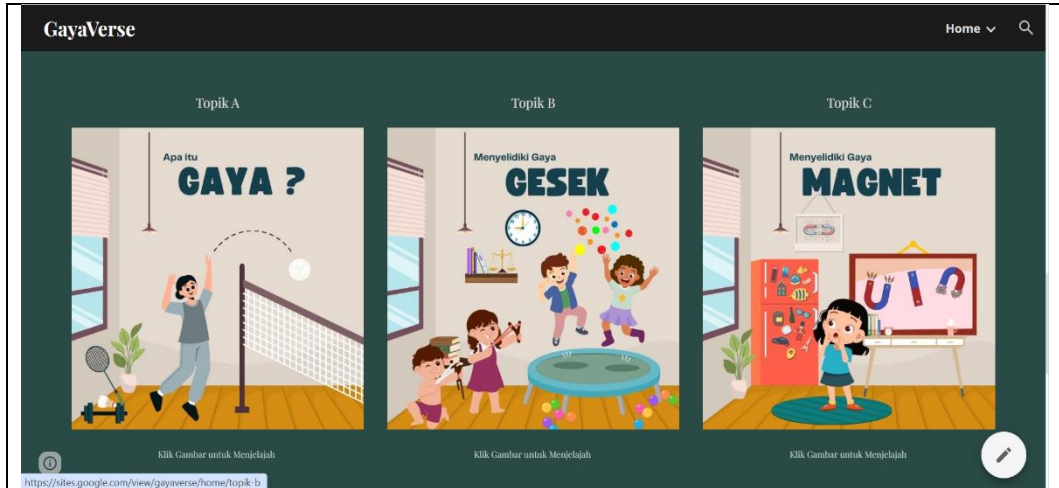 GayaVerse
Home
Topik A
Topik B
Topik C
Apa itu
GAYA ?
Menyelidiki Gaya
GESEK
Menyelidiki Gaya
MAGNET
Klik Gambar untuk Menjelajah
Klik Gambar untuk Menjelajah
Klik Gambar untuk Menjelajah
https://sites.google.com/view/gayaverse/home/topik-b